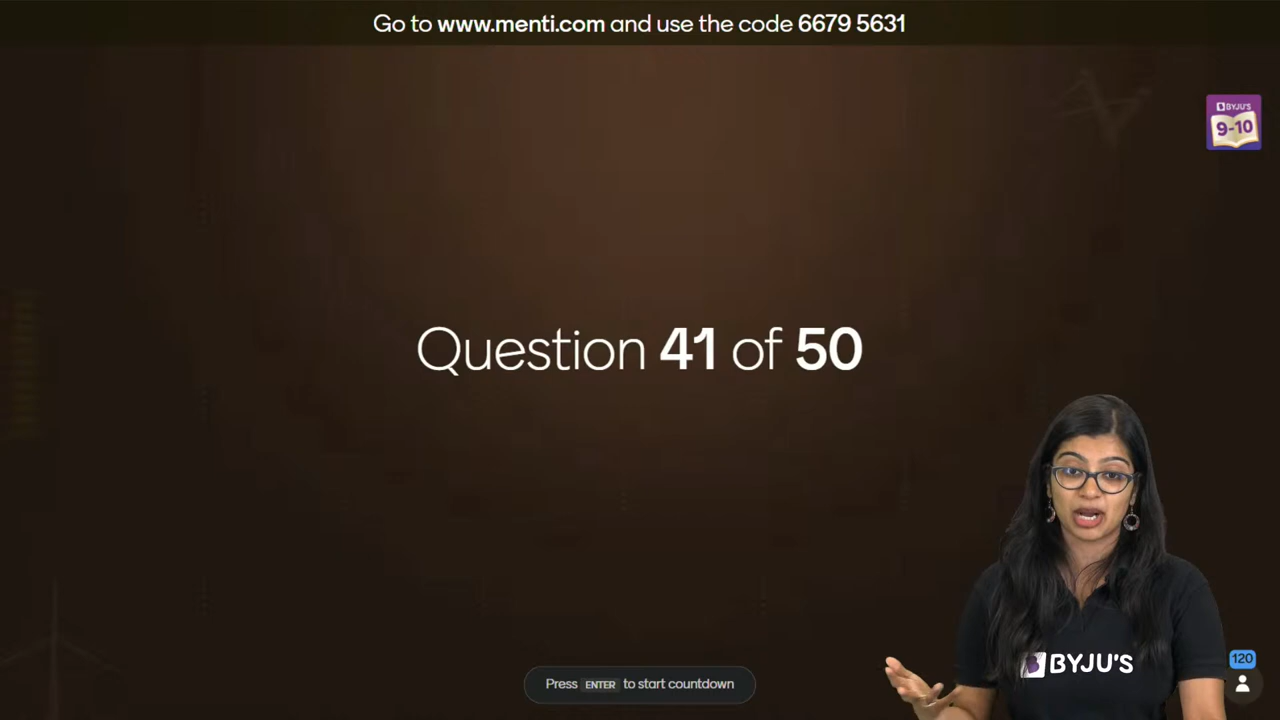 Go to www.menti.com and use the code 6679 5631
BYJU'S
9-10
Question 41 of 50
BYJU'S
120
Press ENTER to start countdown